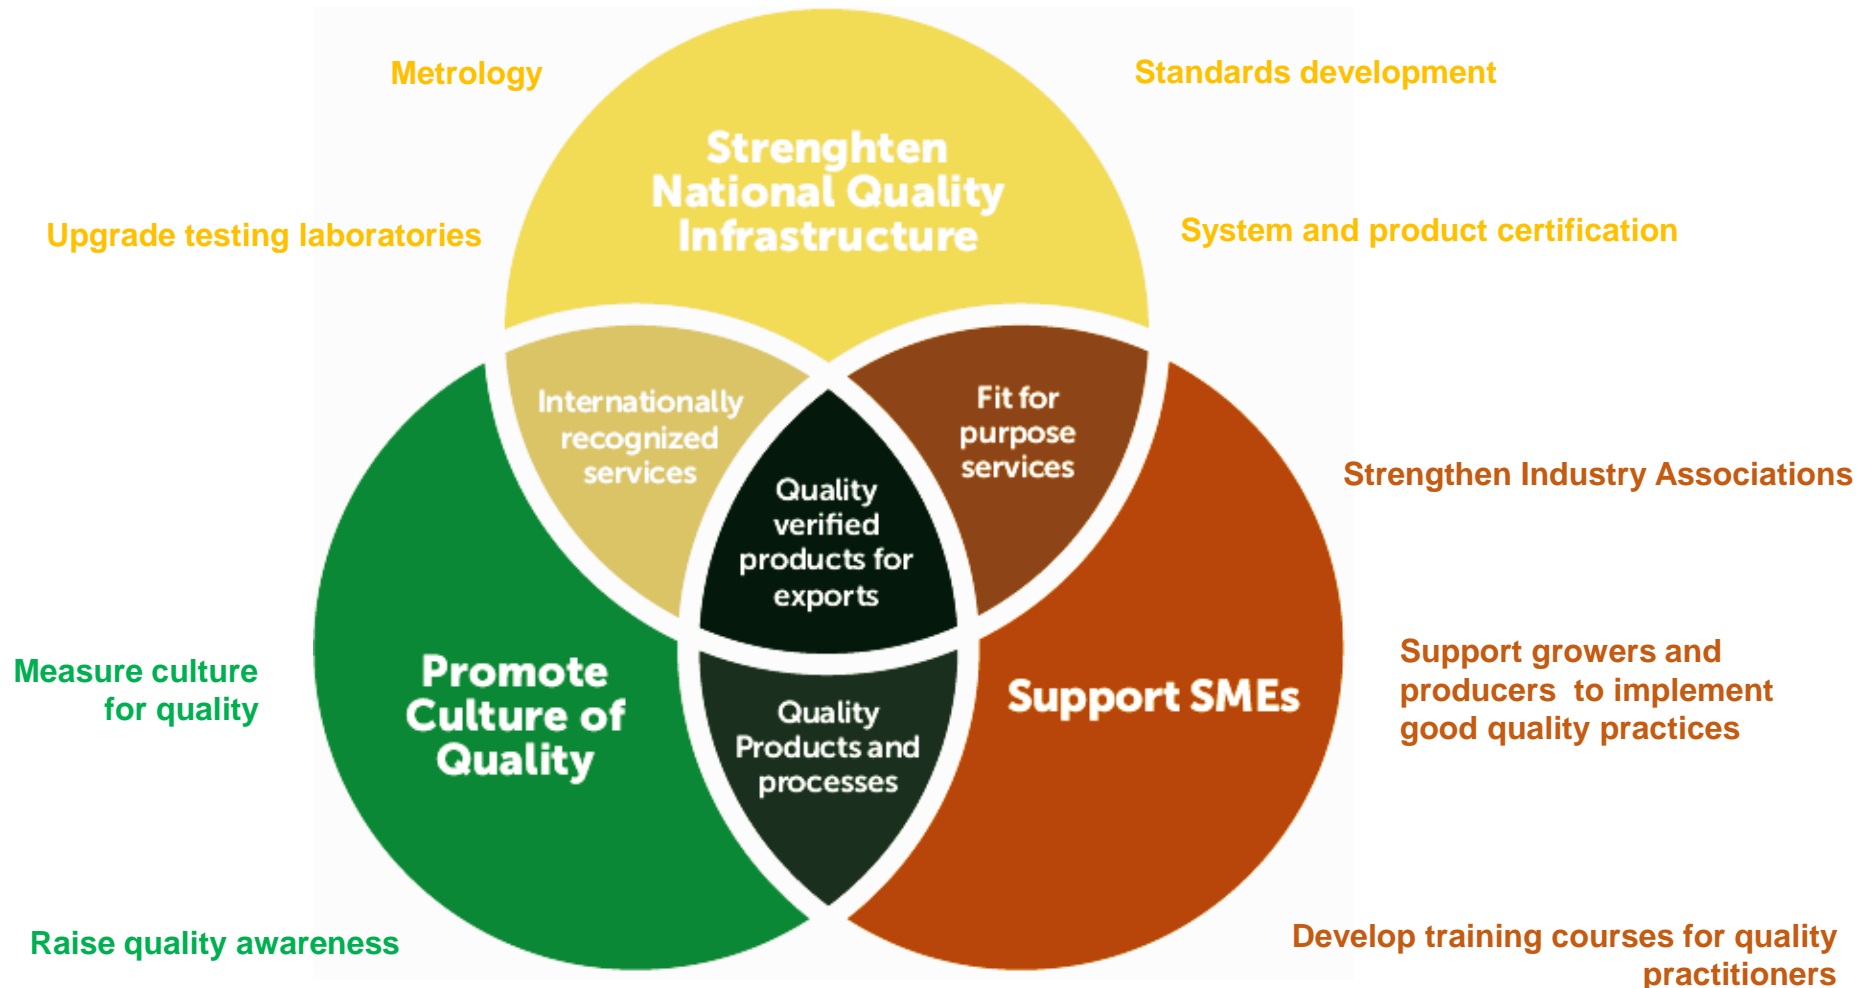 Metrology
Standards development
Strenghten
National Quality
Infrastructure
Upgrade testing laboratories
System and product certification
Internationally
recognized
services
Fit for
purpose
services
Quality
verified
products for
exports
Strengthen Industry Associations
Measure culture
for quality
Promote
Culture of
Quality
Support SMEs
Support growers and
producers to implement
good quality practices
Quality
Products and
processes
Raise quality awareness
Develop training courses for quality
practitioners